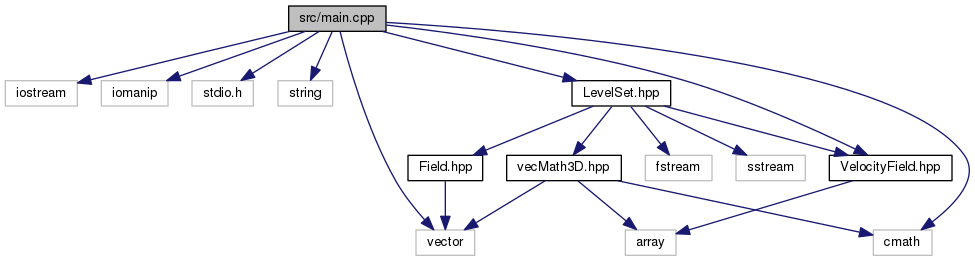 src/main.cpp
iostream
iomanip
stdio.h
string
LevelSet.hpp
Field.hpp
vecMath3D.hpp
fstream
sstream
VelocityField.hpp
vector
array
cmath